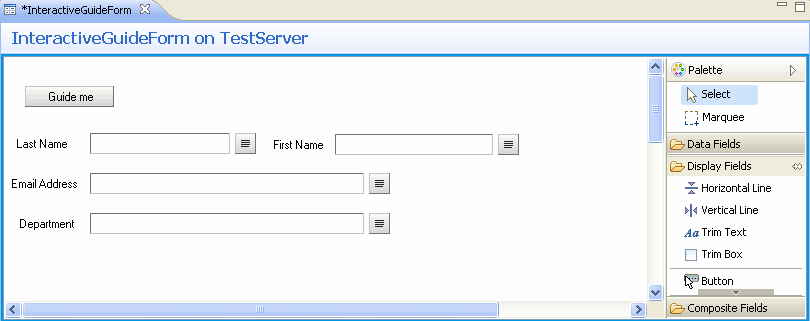 *InteractiveGuideForm
InteractiveGuideForm on TestServer
Guide me
Last Name
First Name
Email Address
Department
Palette
Select
Marquee
Data Fields
Display Fields
Horizontal Line
Vertical Line
Aa Trim Text
Trim Box
Button
Composite Fields